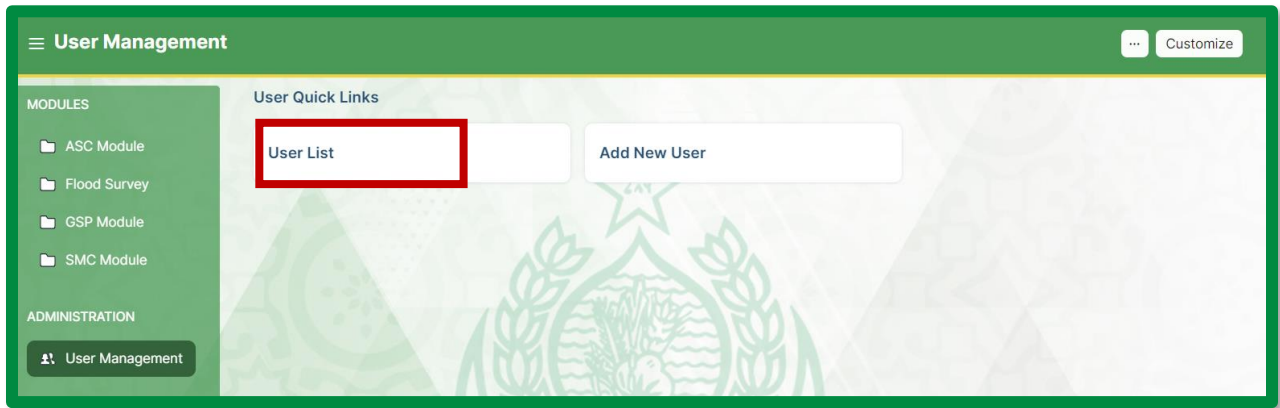 User Management
...
Customize
MODULES
ASC Module
Flood Survey
GSP Module
SMC Module
ADMINISTRATION
User Management
User Quick Links
User List
Add New User